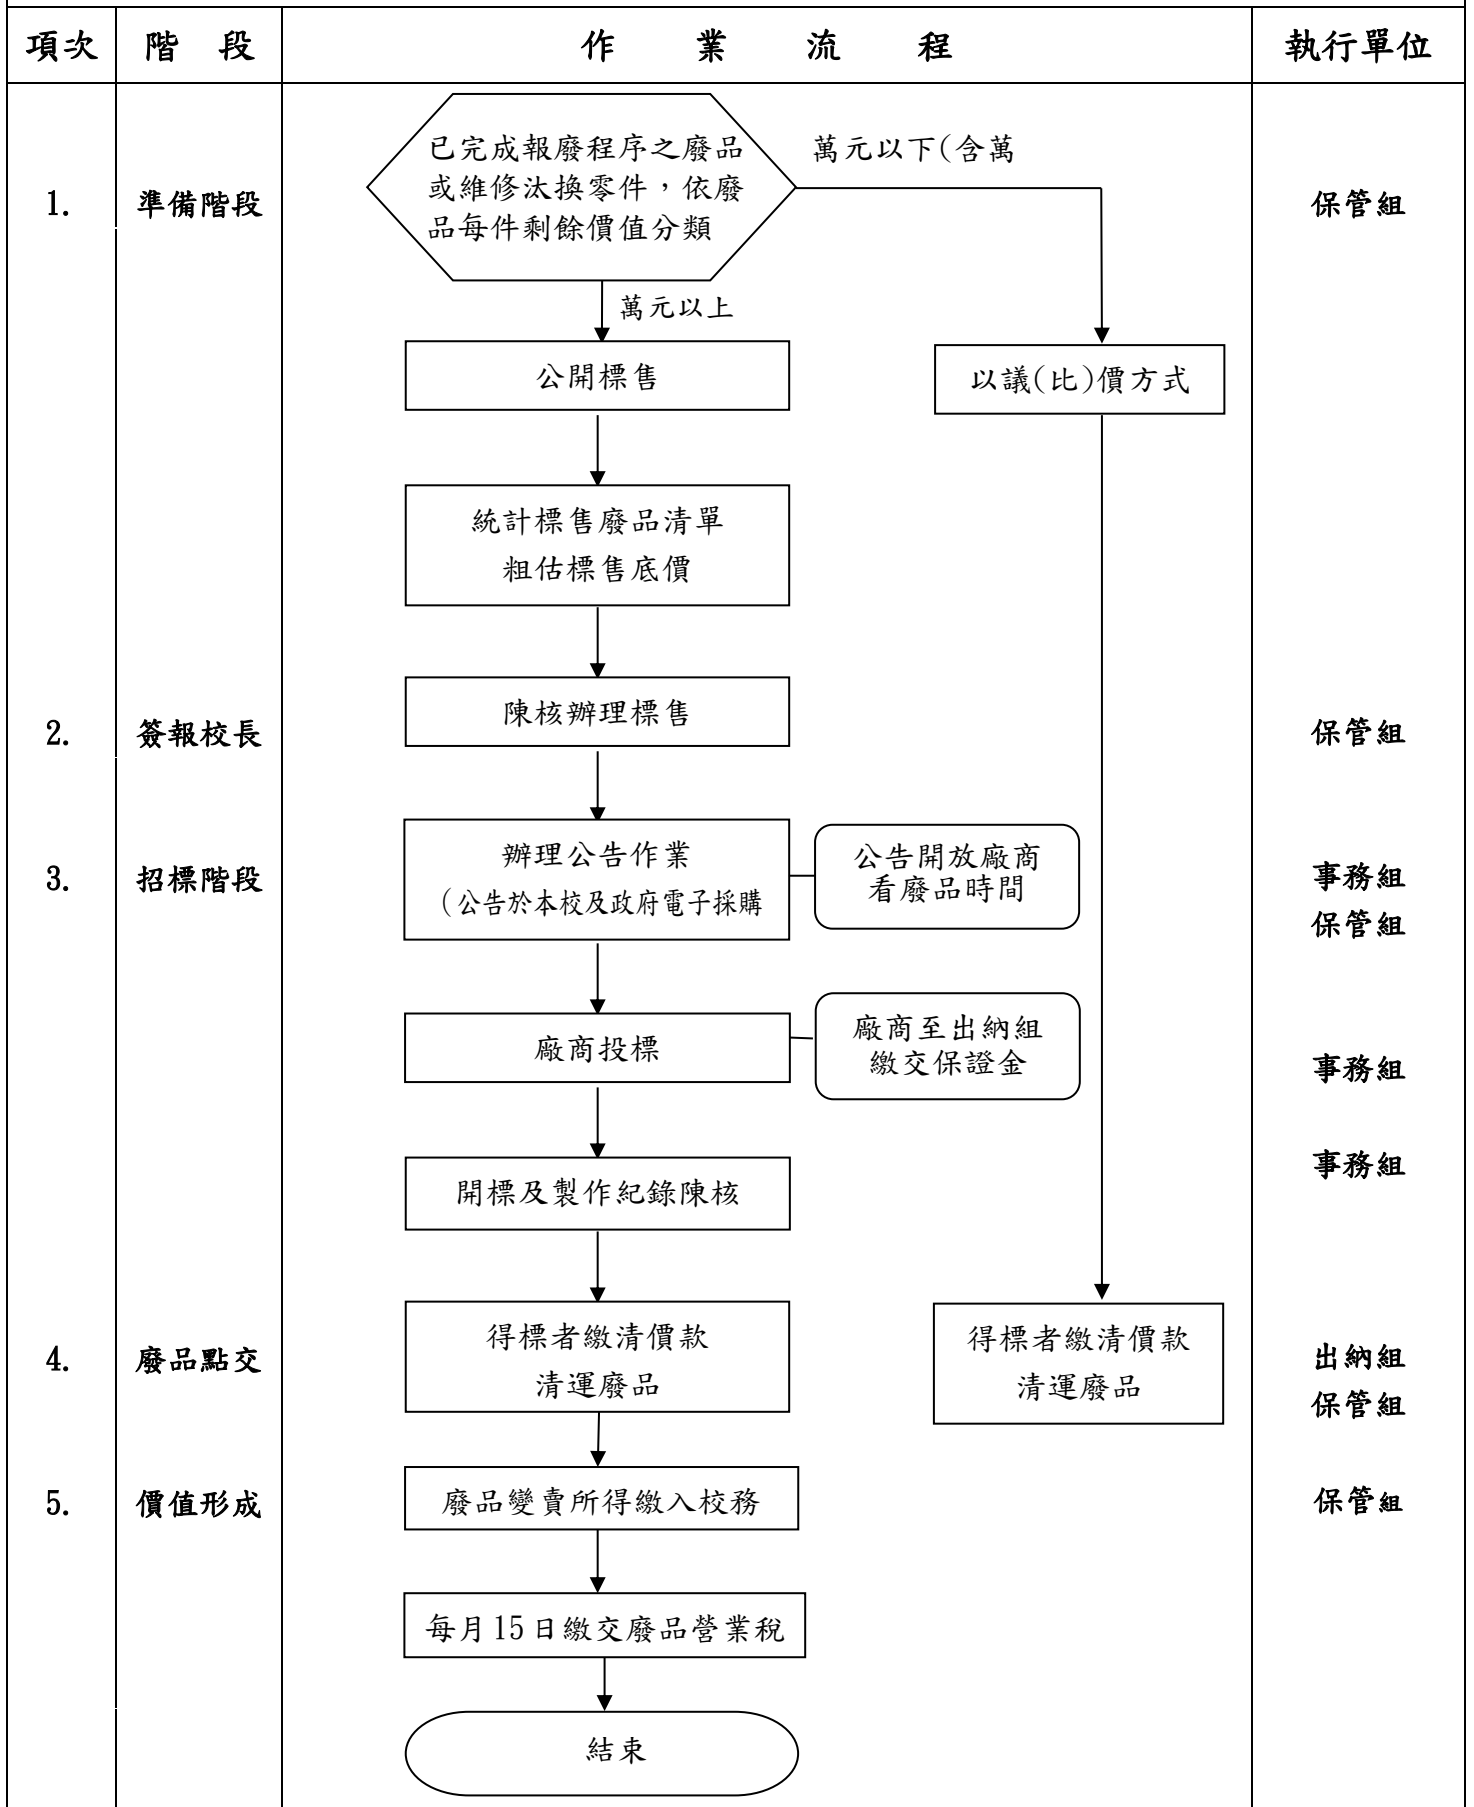 項次 階 段 作 業 流 程 執行單位
已完成報廢程序之廢品
或維修汰換零件，依廢
品每件剩餘價值分類
萬元以下(含萬
1. 準備階段 保管組
萬元以上
公開標售
以議(比)價方式
統計標售廢品清單
粗估標售底價
陳核辦理標售
2. 簽報校長 保管組
辦理公告作業
(公告於本校及政府電子採購
公告開放廠商
看廢品時間
3. 招標階段 事務組
保管組
廠商投標
廠商至出納組
繳交保證金
事務組
開標及製作紀錄陳核
事務組
得標者繳清價款
清運廢品
得標者繳清價款
清運廢品
4. 廢品點交 出納組
保管組
5. 價值形成 廢品變賣所得繳入校務 保管組
每月15日繳交廢品營業稅
結束